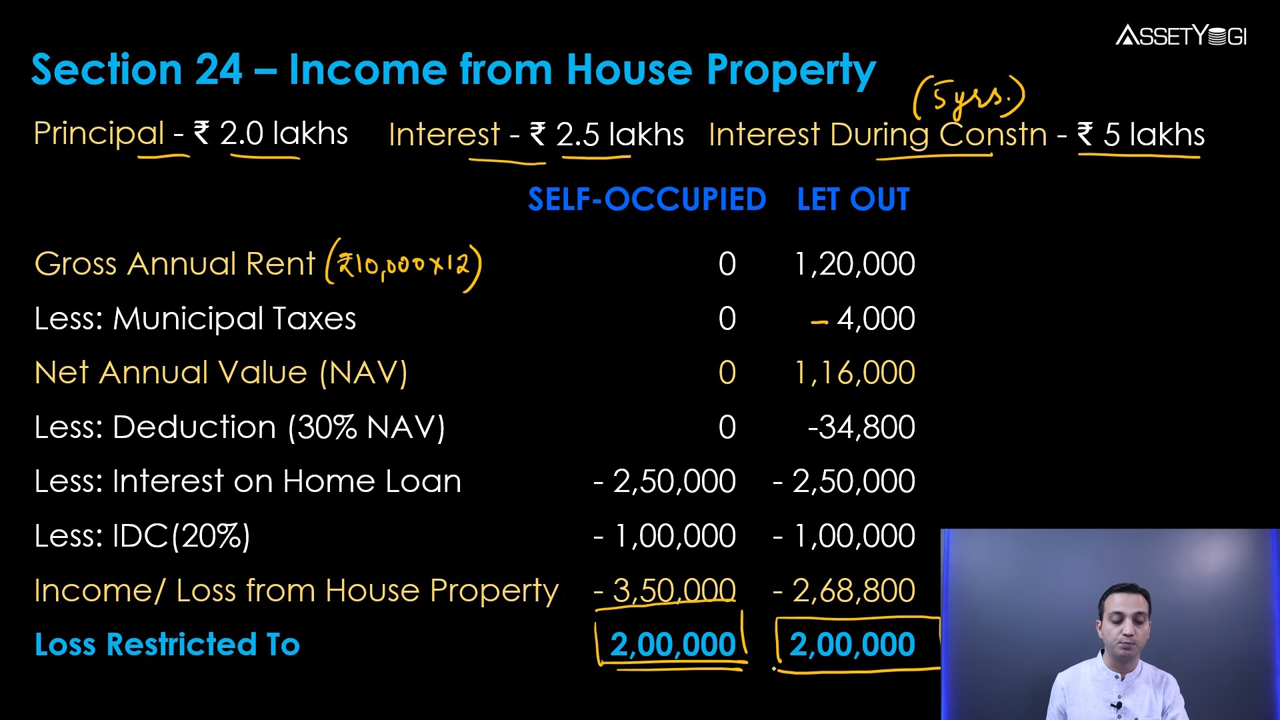 ASSETYOGI
Section 24 – Income from House Property
(5 yrs.)
Principal - ₹ 2.0 lakhs Interest - ₹ 2.5 lakhs Interest During Constn - ₹ 5 lakhs
SELF-OCCUPIED LET OUT
Gross Annual Rent (₹10,000x12) 0 1,20,000
Less: Municipal Taxes 0 – 4,000
Net Annual Value (NAV) 0 1,16,000
Less: Deduction (30% NAV) 0 -34,800
Less: Interest on Home Loan - 2,50,000 - 2,50,000
Less: IDC(20%) - 1,00,000 - 1,00,000
Income/ Loss from House Property - 3,50,000 - 2,68,800
Loss Restricted To 2,00,000 2,00,000